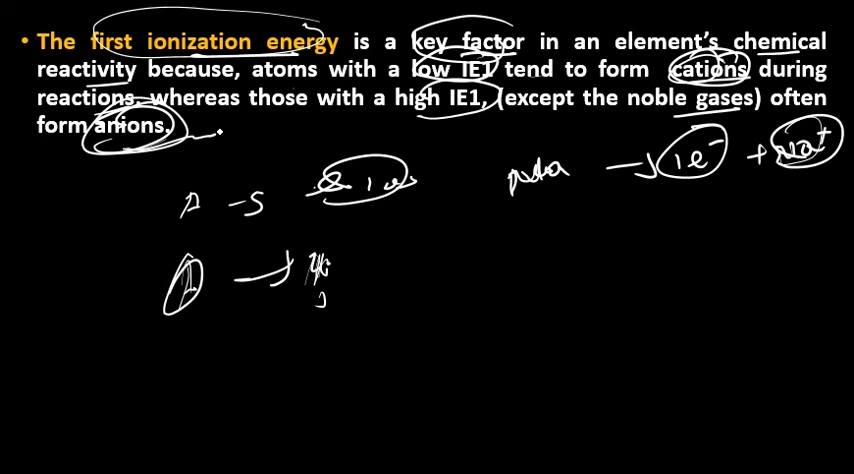 • The first ionization energy is a key factor in an element's chemical
reactivity because, atoms with a low IE1 tend to form cations during
reactions, whereas those with a high IE1, (except the noble gases) often
form anions. .
→ 1e⁻ + Na⁺
A →